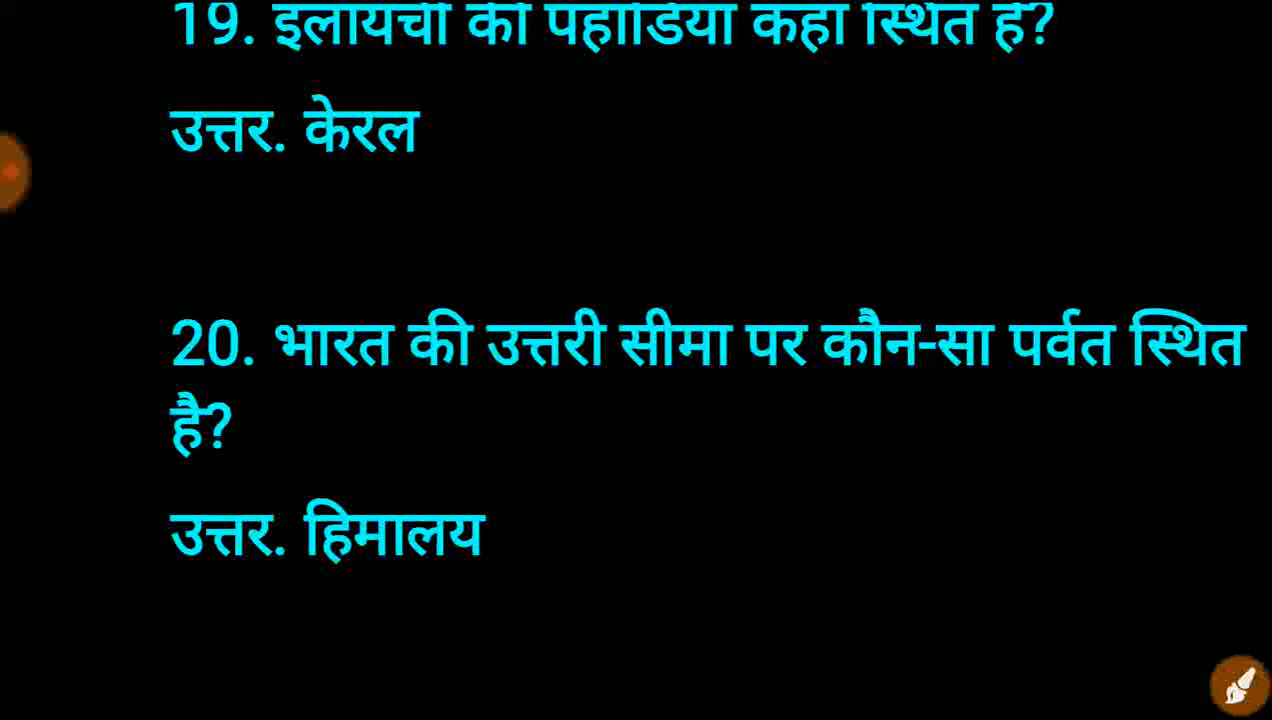 19. इलायची की पहाडिया कहा स्थित है?
उत्तर. केरल
20. भारत की उत्तरी सीमा पर कौन-सा पर्वत स्थित
है?
उत्तर. हिमालय